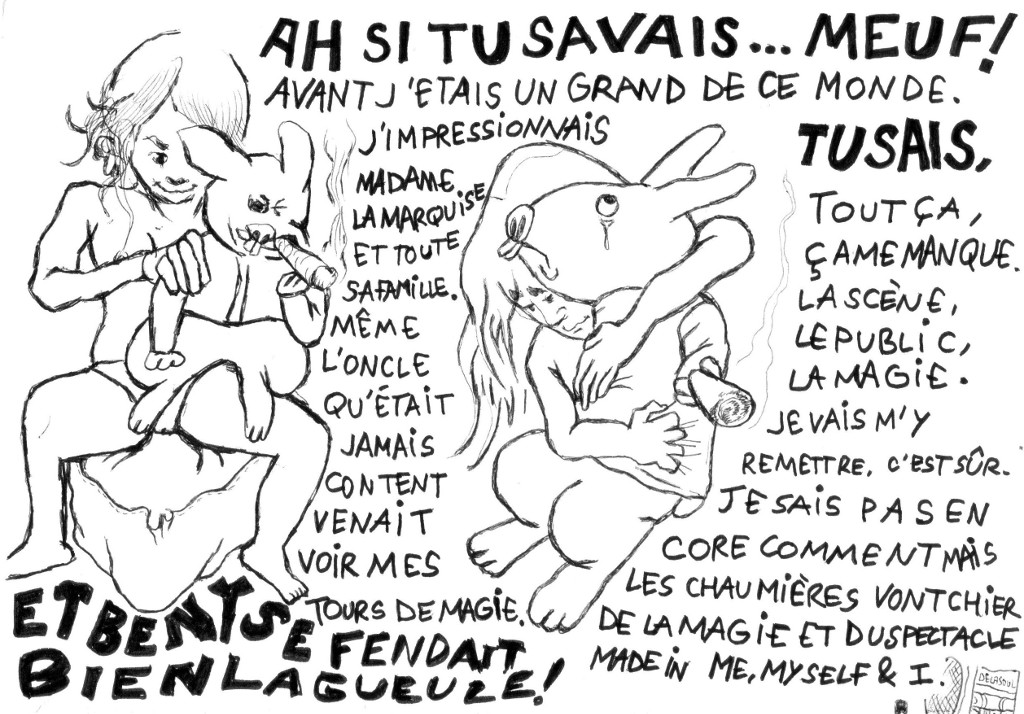 AH SI TU SAVAIS... MEUF!
AVANT J'ETAIS UN GRAND DE CE MONDE.
J'IMPRESSIONNAIS
MADAME
LA MARQUISE
ET TOUTE
SA FAMILLE.
MÊME
L'ONCLE
QU'ÉTAIT
JAMAIS
CONTENT
VENAIT
VOIR MES
TOURS DE MAGIE.
ET BENTSE FENDAIT
BIEN LA GUEUZE!
TU SAIS,
TOUT ÇA,
ÇA ME MANQUE.
LA SCÈNE,
LE PUBLIC,
LA MAGIE.
JE VAIS M'Y
REMETTRE, C'EST SÛR.
JE SAIS PAS EN
CORE COMMENT MAIS
LES CHAUMIÈRES VONT CHIER
DE LA MAGIE ET DU SPECTACLE
MADE IN ME, MYSELF & I.
DE LA SOUL